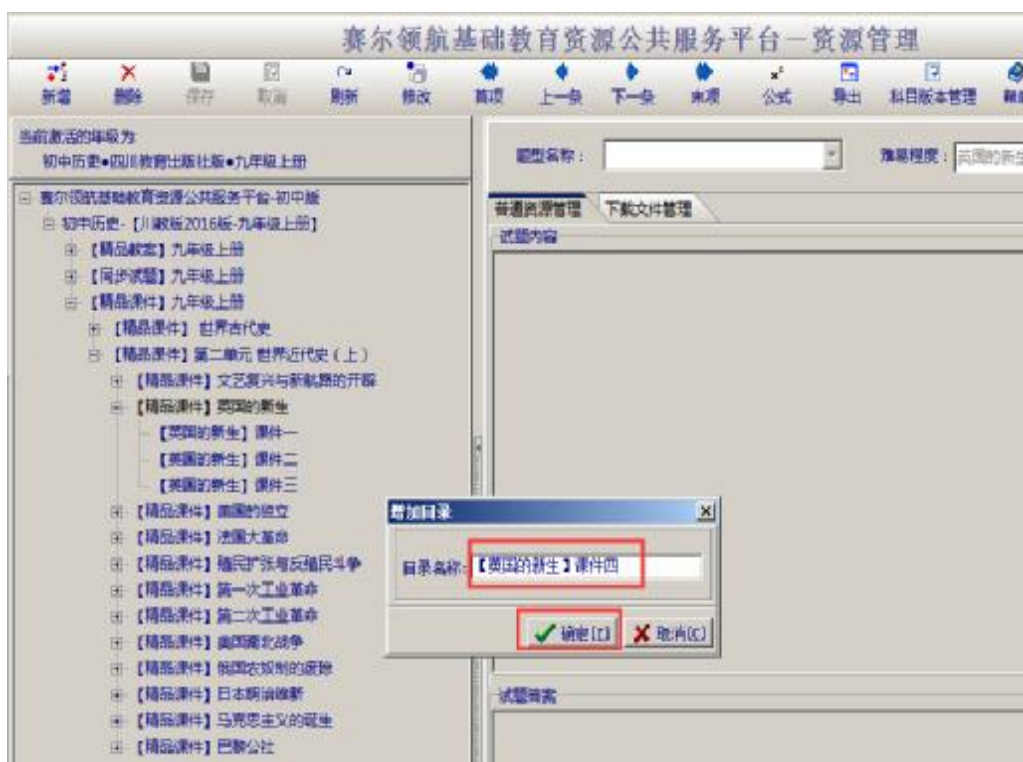 赛尔领航基础教育资源公共服务平台—资源管理
新增 删除 保存 取消 刷新 修改 首项 上一条 下一条 末项 x² 公式 导出 科目版本管理
当前激活的年级为:
初中历史●四川教育出版社版●九年级上册
题型名称：
难易程度：
英国的新生
赛尔领航基础教育资源公共服务平台-初中版
初中历史-【川教版2016版-九年级上册】
【精品教案】九年级上册
【同步试题】九年级上册
【精品课件】九年级上册
【精品课件】 世界古代史
【精品课件】第二单元 世界近代史（上）
【精品课件】文艺复兴与新航路的开辟
【精品课件】英国的新生
【英国的新生】课件一
【英国的新生】课件二
【英国的新生】课件三
【精品课件】美国的独立
【精品课件】法国大革命
【精品课件】殖民扩张与反殖民斗争
【精品课件】第一次工业革命
【精品课件】第二次工业革命
【精品课件】美国南北战争
【精品课件】俄国农奴制的废除
【精品课件】日本明治维新
【精品课件】马克思主义的诞生
【精品课件】巴黎公社
普通资源管理 下载文件管理
试题内容
增加目录
目录名称:
【英国的新生】课件四
确定 取消[C]
试题答案